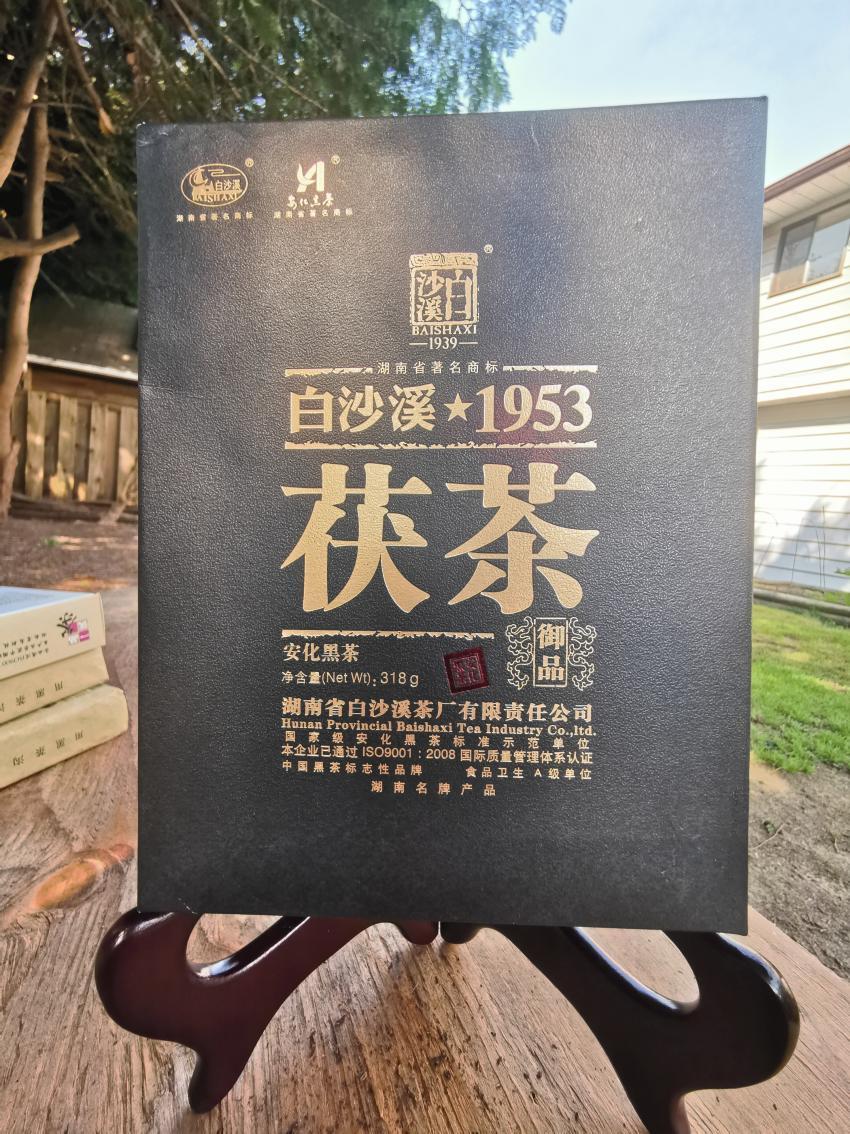 白沙溪
BAISHAXI
®
湖南省著名商标
®
安化黑茶
湖南省著名商标
®
白沙溪
BAISHAXI
1939
湖南省著名商标
白沙溪★1953
茯茶
安化黑茶
御品
净含量(Net Wt):318g
湖南省白沙溪茶厂有限责任公司
Hunan Provincial Baishaxi Tea Industry Co.,ltd.
国家级安化黑茶标准示范单位
本企业已通过ISO9001:2008国际质量管理体系认证
中国黑茶标志性品牌 食品卫生A级单位
湖南名牌产品